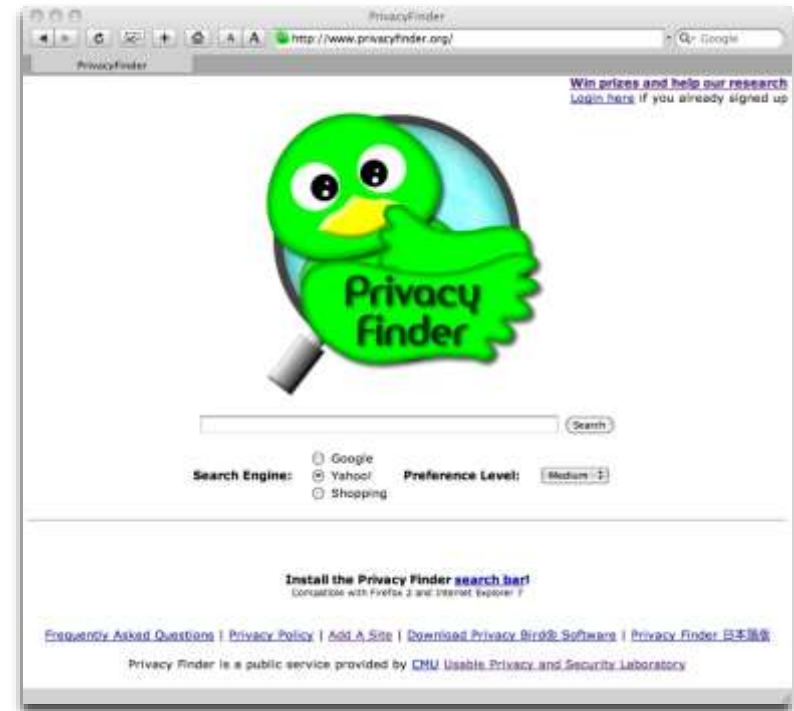 PrivacyFinder
A A http://www.privacyfinder.org/ Google
PrivacyFinder
Win prizes and help our research
Login here if you already signed up
Privacy
Finder
Search
Google
Search Engine: Yahoo! Preference Level: Medium
Shopping
Install the Privacy Finder search bar!
Compatible with Firefox 2 and Internet Explorer 7
Frequently Asked Questions | Privacy Policy | Add A Site | Download Privacy Bird® Software | Privacy Finder 日本語版
Privacy Finder is a public service provided by CMU Usable Privacy and Security Laboratory